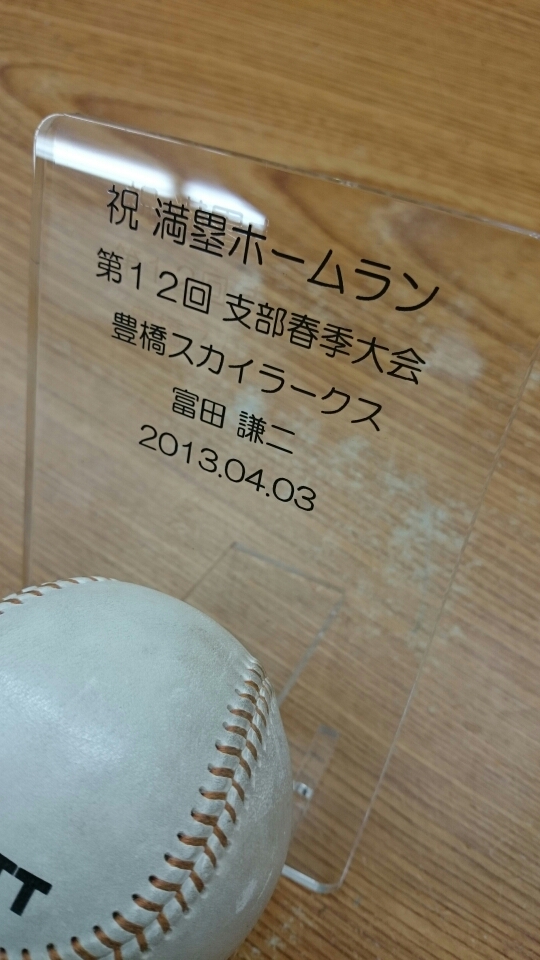 祝 満塁ホームラン
第１２回 支部春季大会
豊橋スカイラークス
富田 謙二
2013.04.03
TT